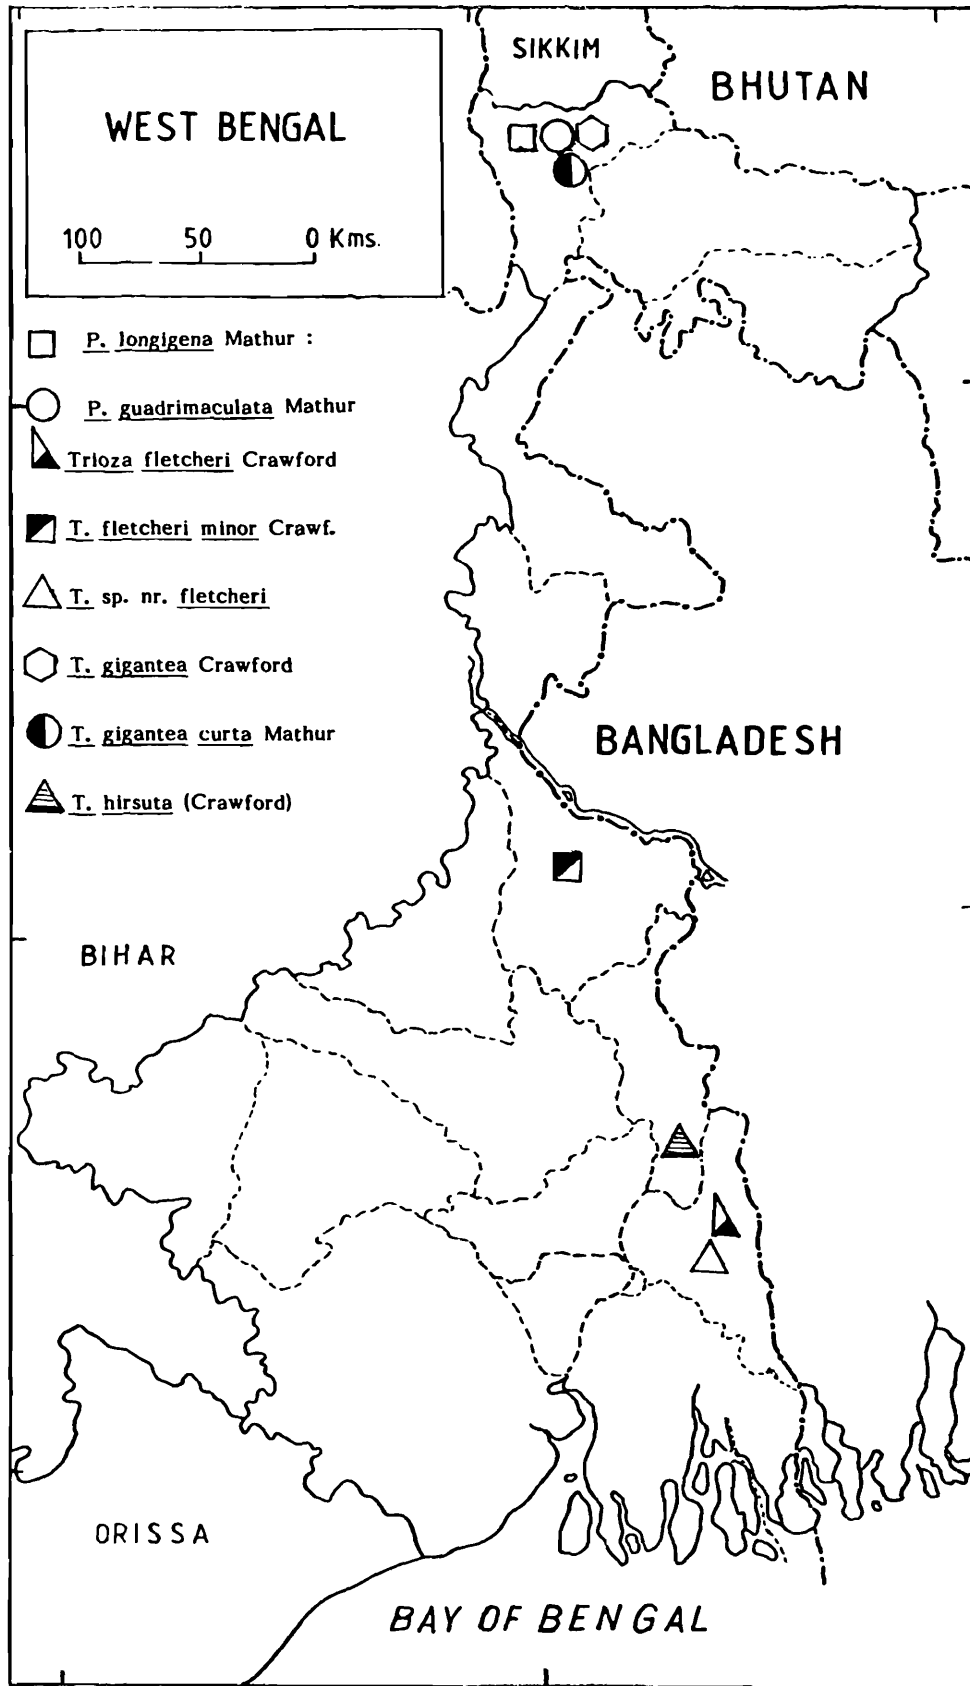 SIKKIM
BHUTAN
WEST BENGAL
100 50 0 Kms.
P. longigena Mathur :
P. guadrimaculata Mathur
Trioza fletcheri Crawford
T. fletcheri minor Crawf.
T. sp. nr. fletcheri
T. gigantea Crawford
T. gigantea curta Mathur
T. hirsuta (Crawford)
BANGLADESH
BIHAR
ORISSA
BAY OF BENGAL